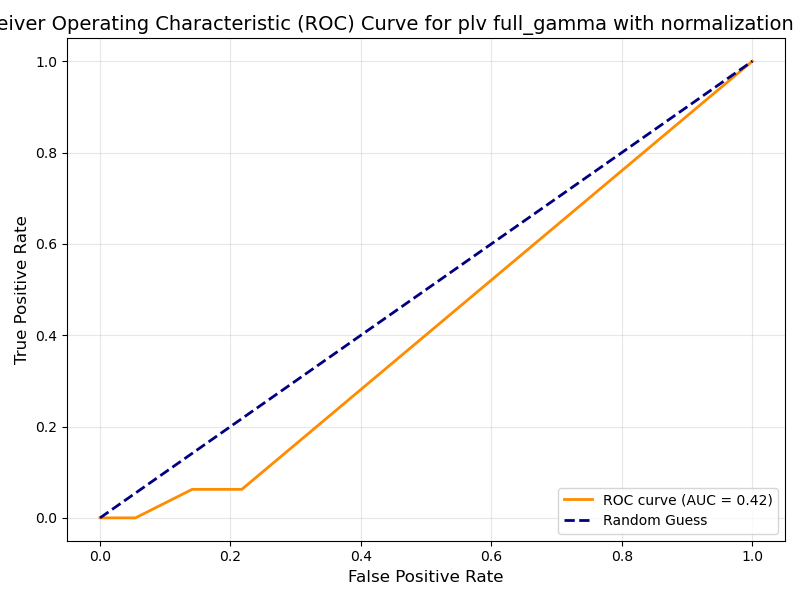 eiver Operating Characteristic (ROC) Curve for plv full_gamma with normalization
1.0
0.8
0.6
0.4
0.2
0.0
True Positive Rate
ROC curve (AUC = 0.42)
Random Guess
0.0 0.2 0.4 0.6 0.8 1.0
False Positive Rate